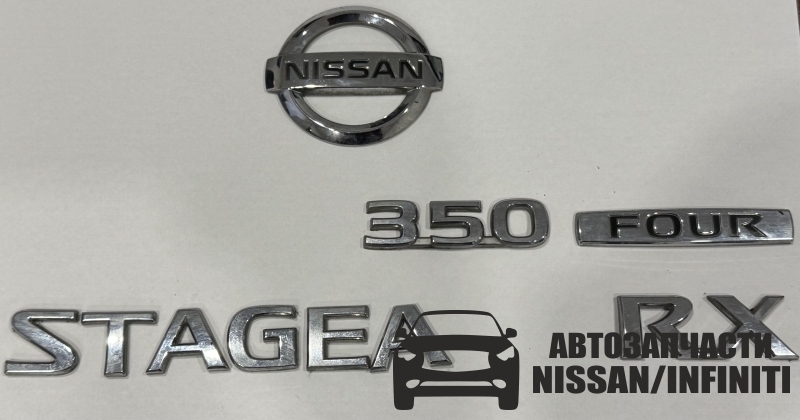 NISSAN
350 FOUR
STAGEA RX
АВТОЗАПЧАСТИ
NISSAN/INFINITI